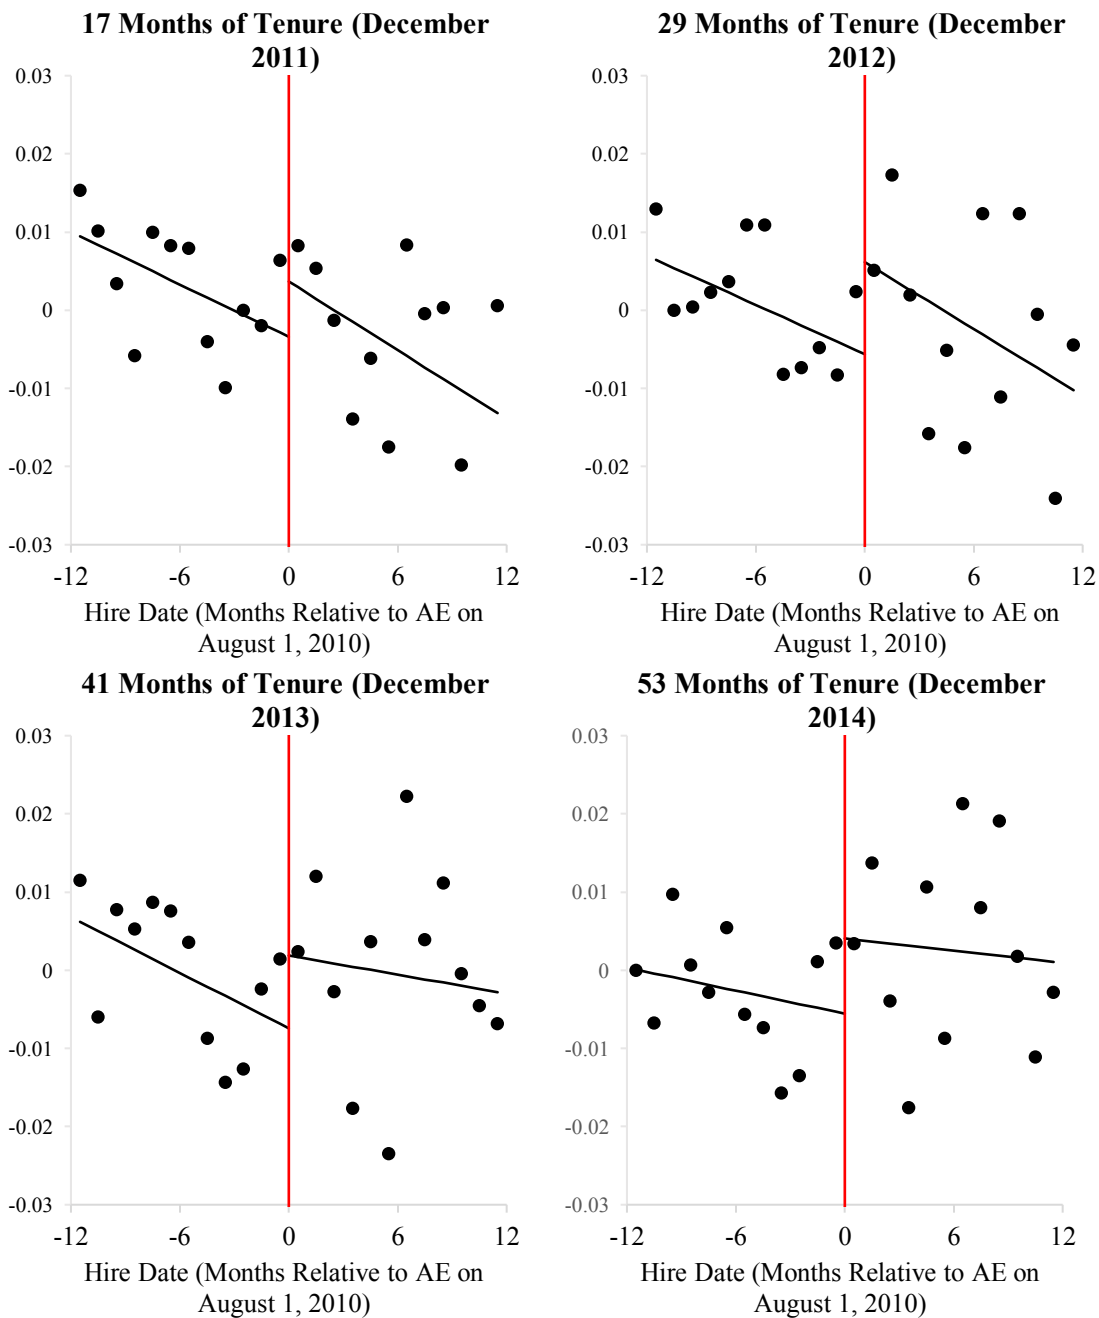 17 Months of Tenure (December
2011)
0.03
0.02
0.01
0
-0.01
-0.02
-0.03
-12 -6 0 6 12
Hire Date (Months Relative to AE on
August 1, 2010)
29 Months of Tenure (December
2012)
0.03
0.02
0.01
0
-0.01
-0.02
-0.03
-12 -6 0 6 12
Hire Date (Months Relative to AE on
August 1, 2010)
41 Months of Tenure (December
2013)
0.03
0.02
0.01
0
-0.01
-0.02
-0.03
-12 -6 0 6 12
Hire Date (Months Relative to AE on
August 1, 2010)
53 Months of Tenure (December
2014)
0.03
0.02
0.01
0
-0.01
-0.02
-0.03
-12 -6 0 6 12
Hire Date (Months Relative to AE on
August 1, 2010)